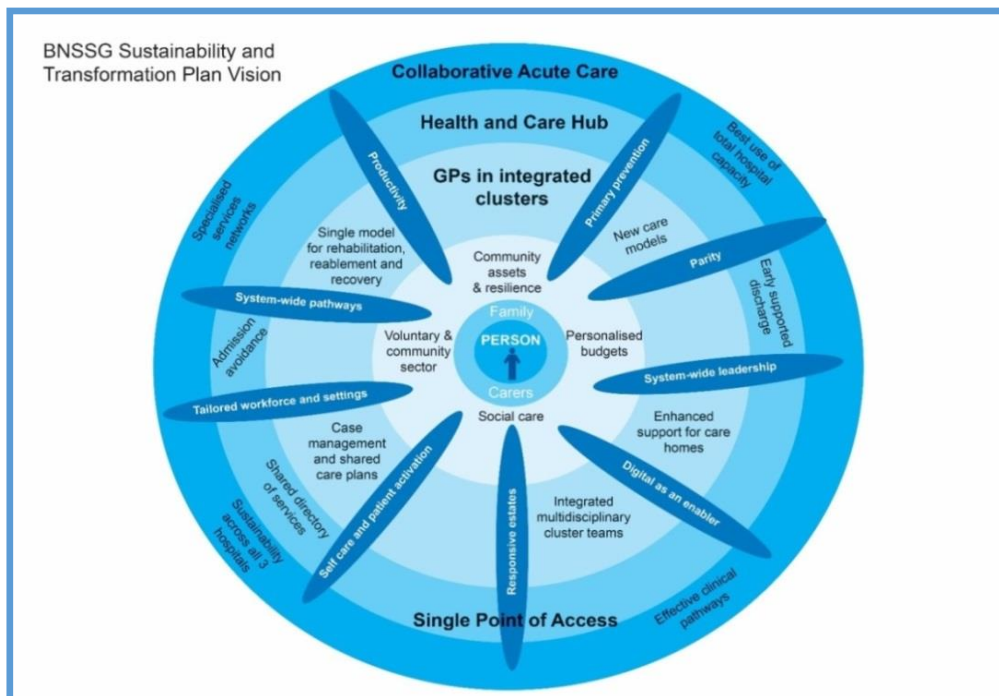 BNSSG Sustainability and
Transformation Plan Vision
Collaborative Acute Care
Health and Care Hub
GPs in integrated
clusters
Productivity
Primary prevention
Best use of
total hospital
capacity
Specialised
services
networks
Single model
for rehabilitation,
reablement and
recovery
New care
models
Parity
Community
assets
& resilience
Early supported
discharge
System-wide pathways
Family
PERSON
Carers
Voluntary &
community
sector
Personalised
budgets
Admission
avoidance
System-wide leadership
Tailored workforce and settings
Social care
Enhanced
support for care
homes
Case
management
and shared
care plans
Shared directory
of services
Self care and patient activation
Digital as an enabler
Integrated
multidisciplinary
cluster teams
Responsive estates
Sustainability
across all 3
hospitals
Effective clinical
pathways
Single Point of Access